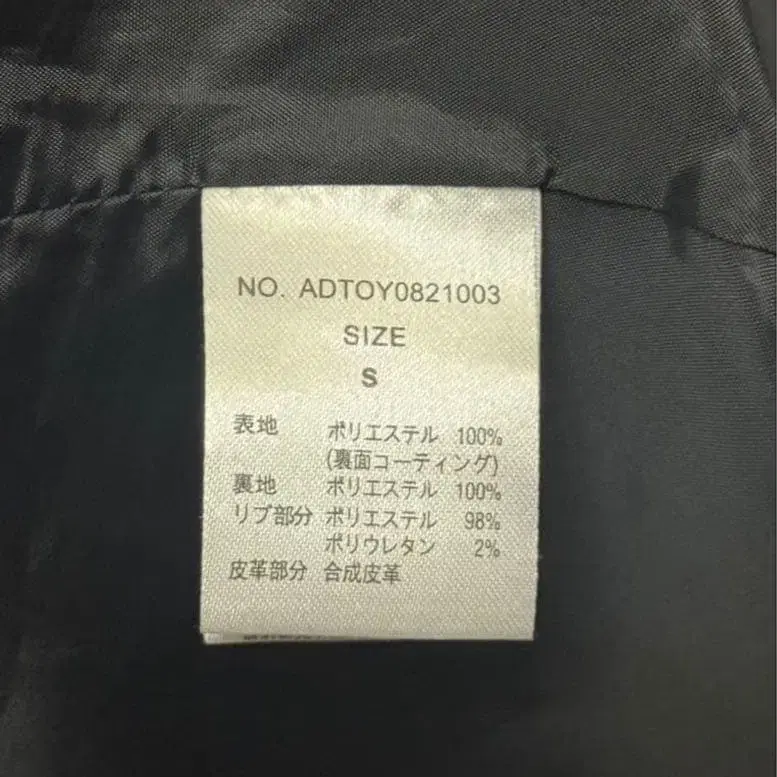 NO. ADTOY0821003
SIZE
S
表地 ポリエステル 100%
(裏面コーティング)
裏地 ポリエステル 100%
リブ部分 ポリエステル 98%
ポリウレタン 2%
皮革部分 合成皮革